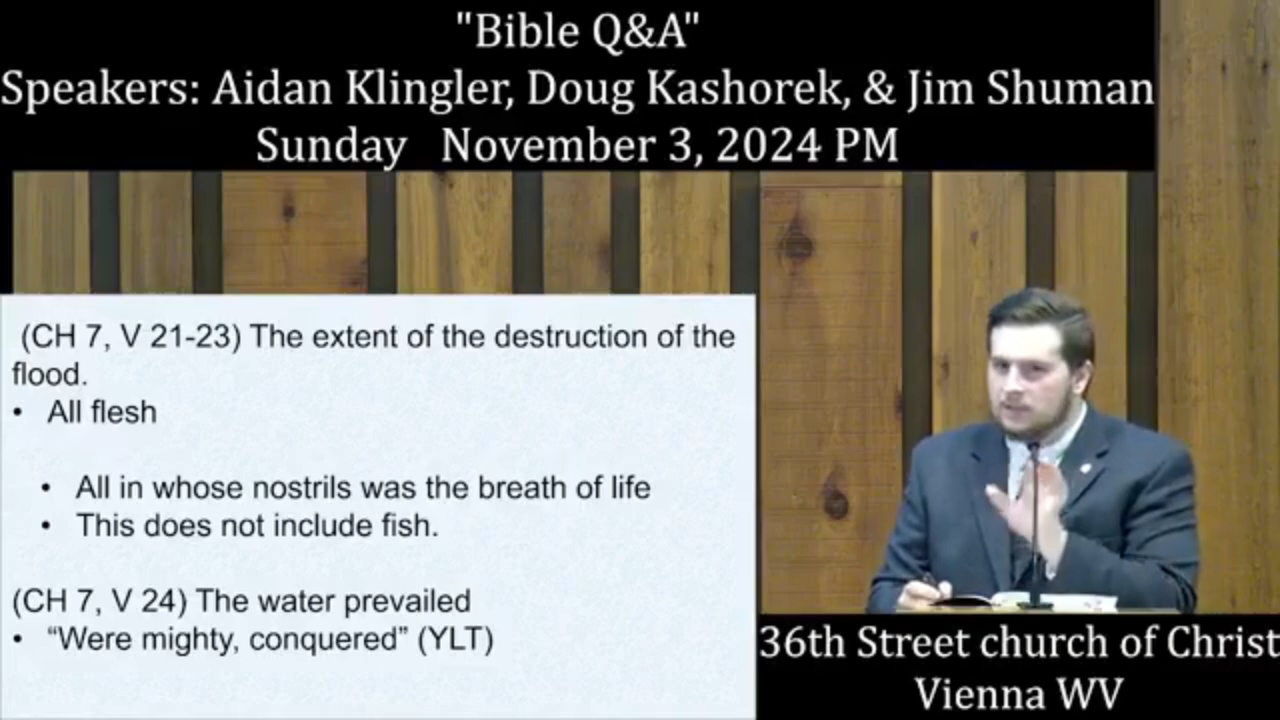 "Bible Q&A"
Speakers: Aidan Klingler, Doug Kashorek, & Jim Shuman
Sunday November 3, 2024 PM
(CH 7, V 21-23) The extent of the destruction of the
flood.
• All flesh
• All in whose nostrils was the breath of life
• This does not include fish.
(CH 7, V 24) The water prevailed
• “Were mighty, conquered” (YLT)
36th Street church of Christ
Vienna WV